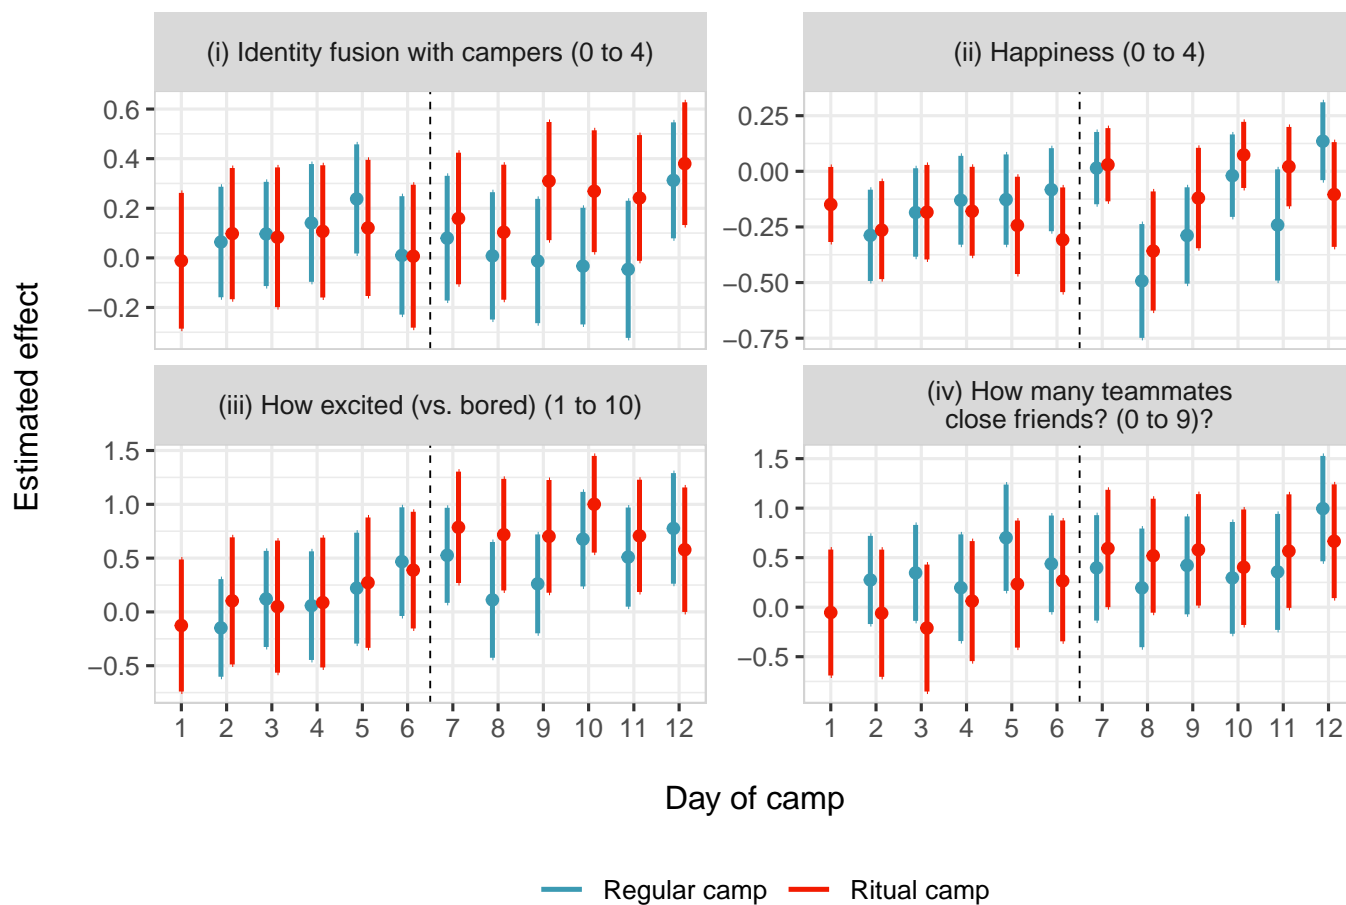 (i) Identity fusion with campers (0 to 4)
(ii) Happiness (0 to 4)
0.6
0.4
0.2
0.0
−0.2
0.25
0.00
−0.25
−0.50
−0.75
(iii) How excited (vs. bored) (1 to 10)
(iv) How many teammates
close friends? (0 to 9)?
1.5
1.0
0.5
0.0
−0.5
1.5
1.0
0.5
0.0
−0.5
1 2 3 4 5 6 7 8 9 10 11 12
1 2 3 4 5 6 7 8 9 10 11 12
Estimated effect
Day of camp
Regular camp
Ritual camp